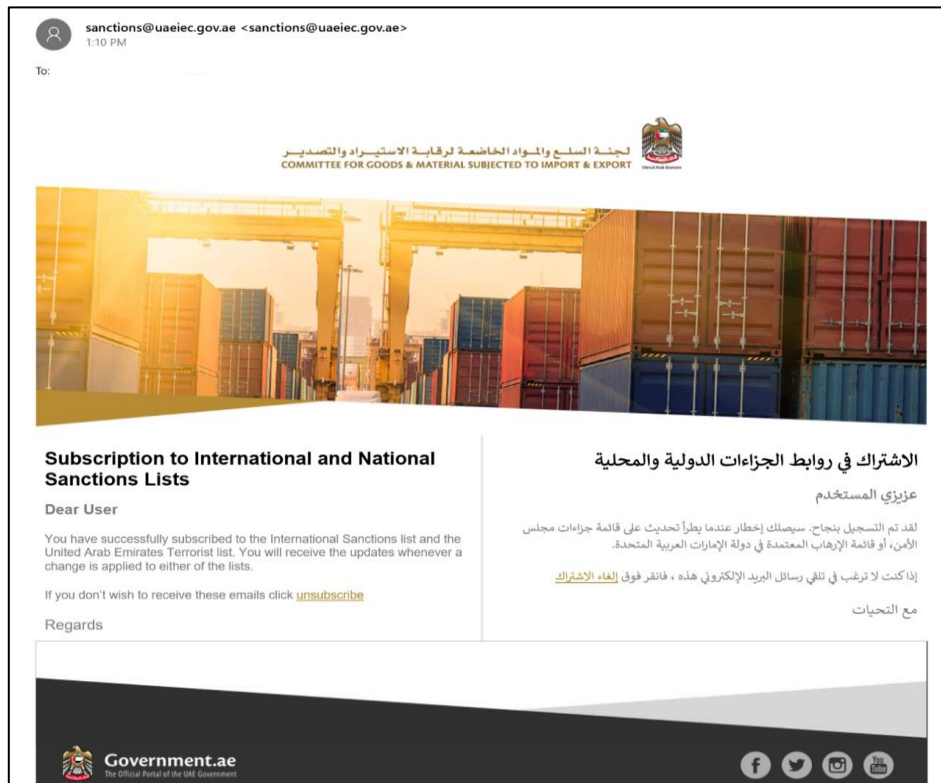 sanctions@uaeiec.gov.ae <sanctions@uaeiec.gov.ae>
1:10 PM
To:
لجنة السلع والمواد الخاضعة لرقابة الاستيراد والتصدير
COMMITTEE FOR GOODS & MATERIAL SUBJECTED TO IMPORT & EXPORT
United Arab Emirates
Subscription to International and National
Sanctions Lists
Dear User
You have successfully subscribed to the International Sanctions list and the
United Arab Emirates Terrorist list. You will receive the updates whenever a
change is applied to either of the lists.
If you don't wish to receive these emails click unsubscribe
Regards
الاشتراك في روابط الجزاءات الدولية والمحلية
عزيزي المستخدم
لقد تم التسجيل بنجاح. سيصلك إخطار عندما يطرأ تحديث على قائمة جزاءات مجلس
الأمن، أو قائمة الإرهاب المعتمدة في دولة الإمارات العربية المتحدة.
إذا كنت لا ترغب في تلقي رسائل البريد الإلكتروني هذه ، فانقر فوق إلغاء الاشتراك
مع التحيات
Government.ae
The Official Portal of the UAE Government
You
Tube